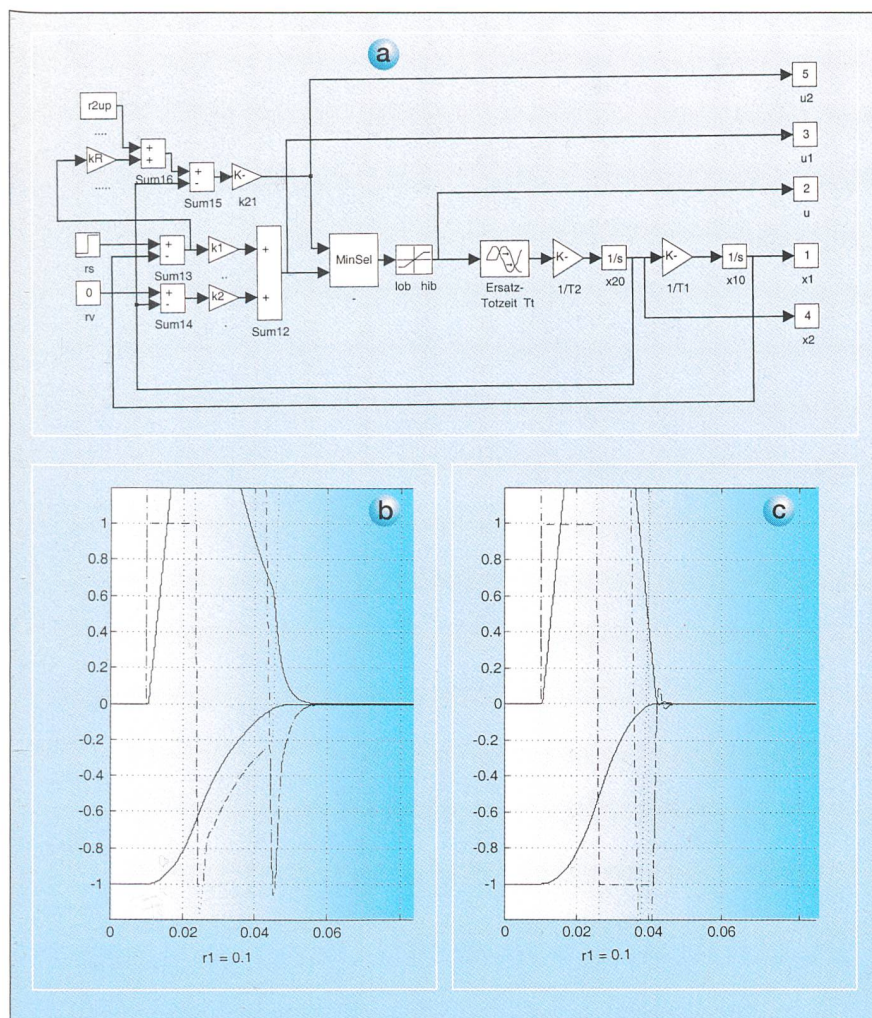 a
5
u2
r2up
....
3
u1
kR
.....
+
+
Sum16
+
-
Sum15
K-
k21
2
u
rs
+
-
Sum13
k1
..
+
+
Sum12
MinSel
-
lob hib
Ersatz-
Totzeit Tt
K-
1/T2
1/s
x20
K-
1/T1
1/s
x10
1
x1
0
rv
+
-
Sum14
k2
.
4
x2
b
1
0.8
0.6
0.4
0.2
0
-0.2
-0.4
-0.6
-0.8
-1
0 0.02 0.04 0.06
r1 = 0.1
c
1
0.8
0.6
0.4
0.2
0
-0.2
-0.4
-0.6
-0.8
-1
0 0.02 0.04 0.06
r1 = 0.1